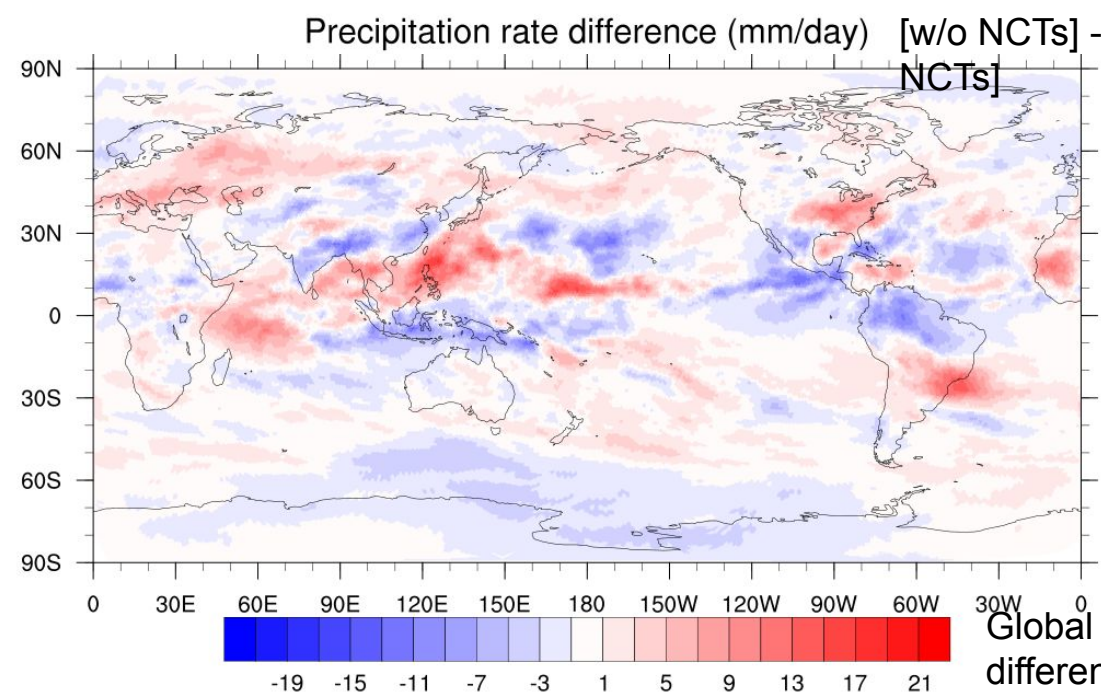 Precipitation rate difference (mm/day) [w/o NCTs] -
NCTs]
90N
60N
30N
0
30S
60S
90S
0 30E 60E 90E 120E 150E 180 150W 120W 90W 60W 30W 0
-19 -15 -11 -7 -3 1 5 9 13 17 21
Global
differen